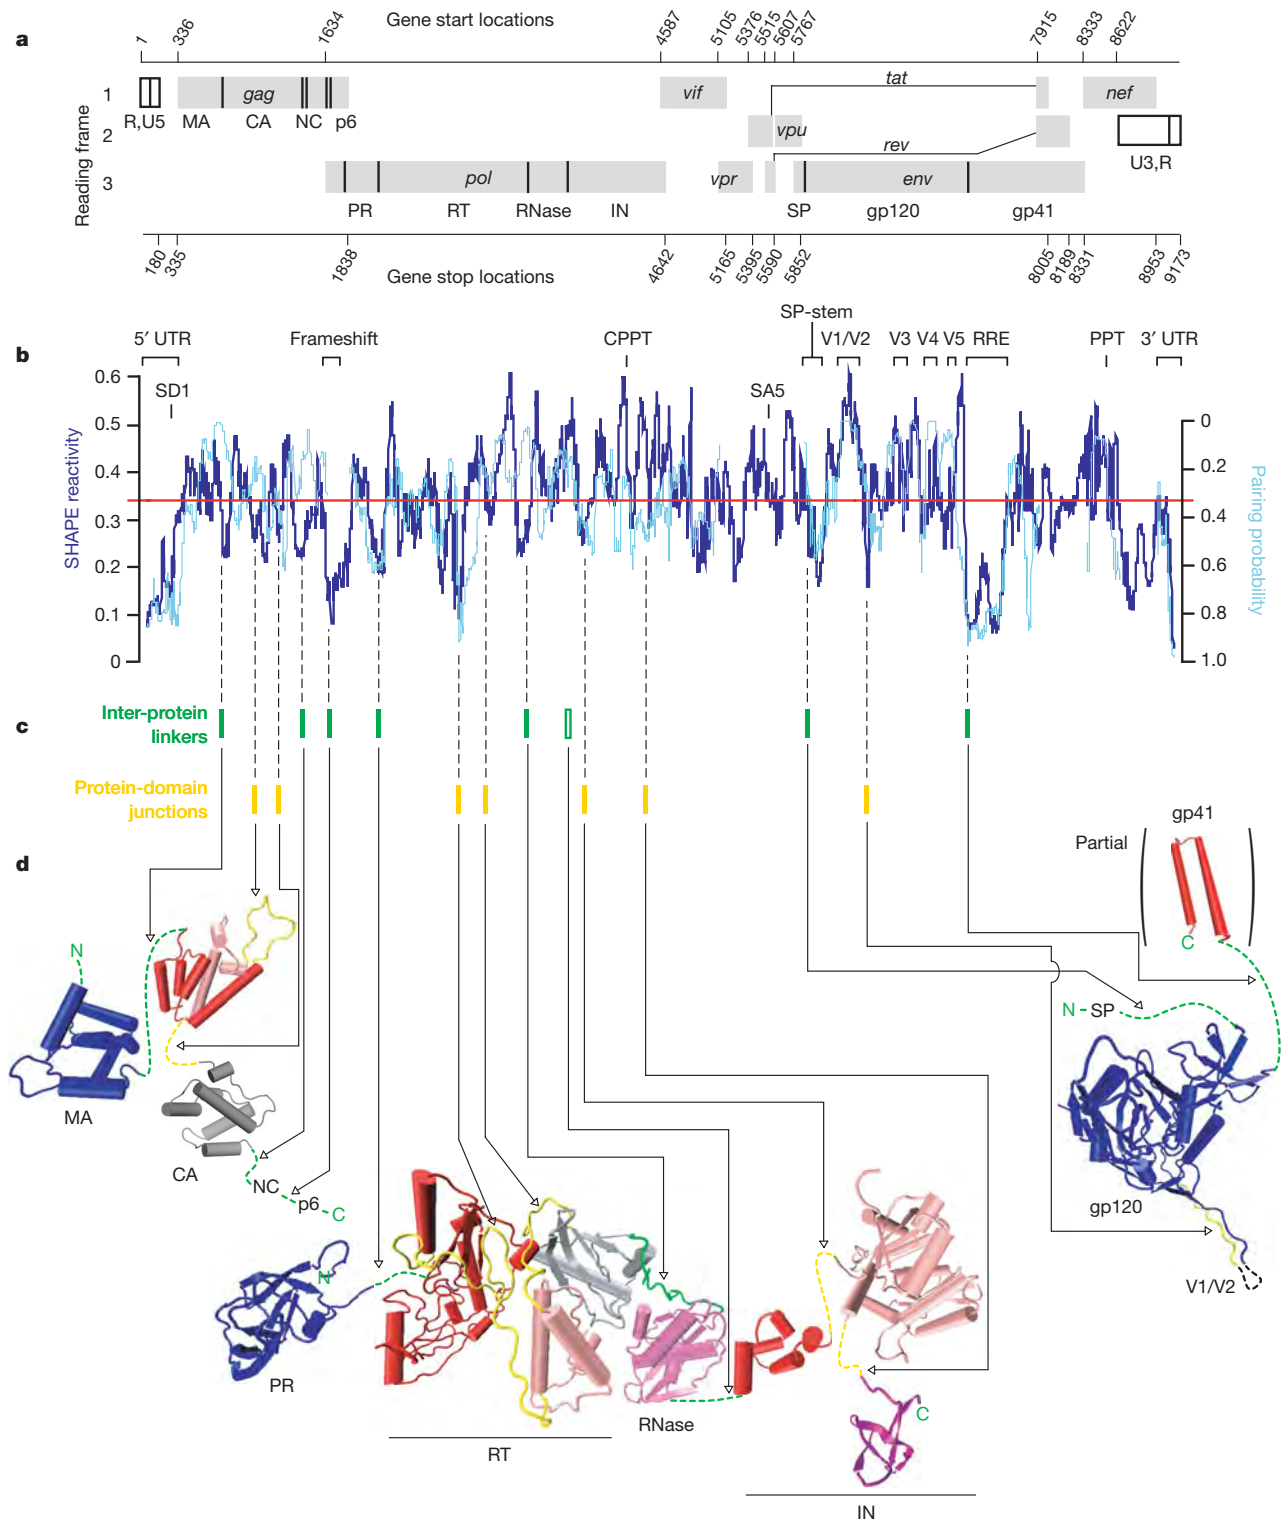 a
Gene start locations
1 336 1634 4587 5105 5376 5515 5607 5767 7915 8333 8622
Reading frame
1
2
3
gag vif tat nef
R,U5 MA CA NC p6
vpu
rev
U3,R
pol vpr env
PR RT RNase IN SP gp120 gp41
180 335 1838 4642 5165 5395 5590 5852 8005 8189 8331 8953 9173
Gene stop locations
b
SP-stem
5′ UTR Frameshift CPPT V1/V2 V3 V4 V5 RRE PPT 3′ UTR
SD1 SA5
SHAPE reactivity
0.6
0.5
0.4
0.3
0.2
0.1
0
0
0.2
0.4
0.6
0.8
1.0
Pairing probability
c
Inter-protein
linkers
Protein-domain
junctions
d
gp41
Partial
C
N
N SP
MA
CA
NC
p6
C
gp120
V1/V2
N
PR
RT
RNase
C
IN